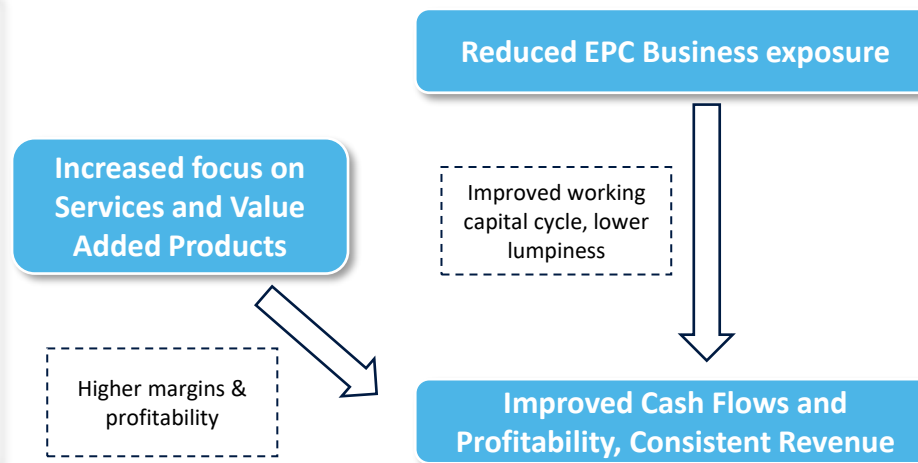 Reduced EPC Business exposure
Increased focus on
Services and Value
Added Products
Improved working
capital cycle, lower
lumpiness
Higher margins &
profitability
Improved Cash Flows and
Profitability, Consistent Revenue